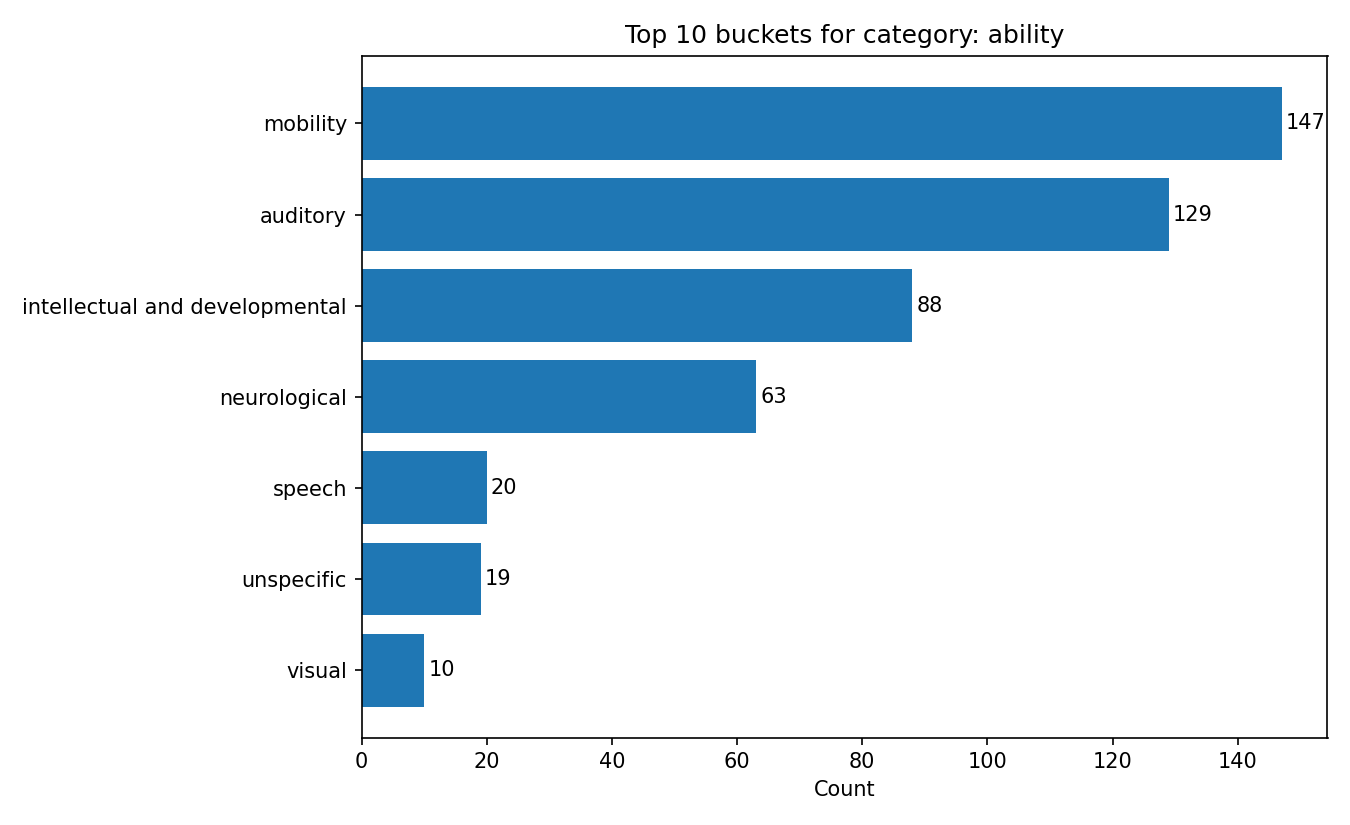 Top 10 buckets for category: ability
mobility
147
auditory
129
intellectual and developmental
88
neurological
63
speech
20
unspecific
19
visual
10
0 20 40 60 80 100 120 140
Count